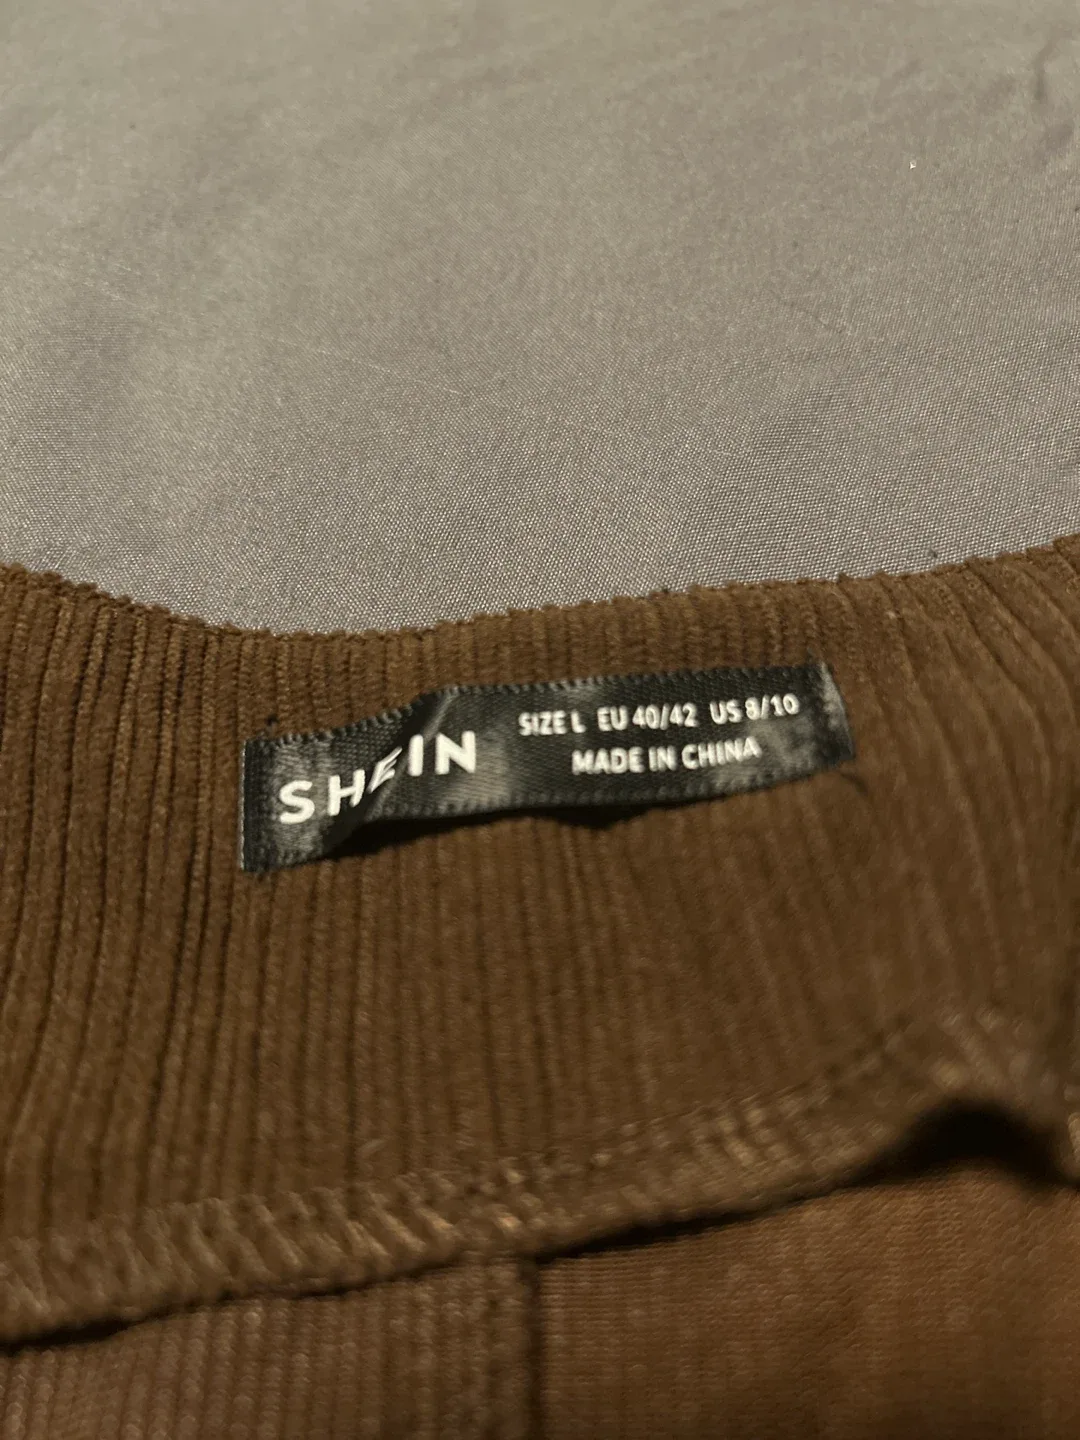 SHEIN
SIZE L EU 40/42 US 8/10
MADE IN CHINA